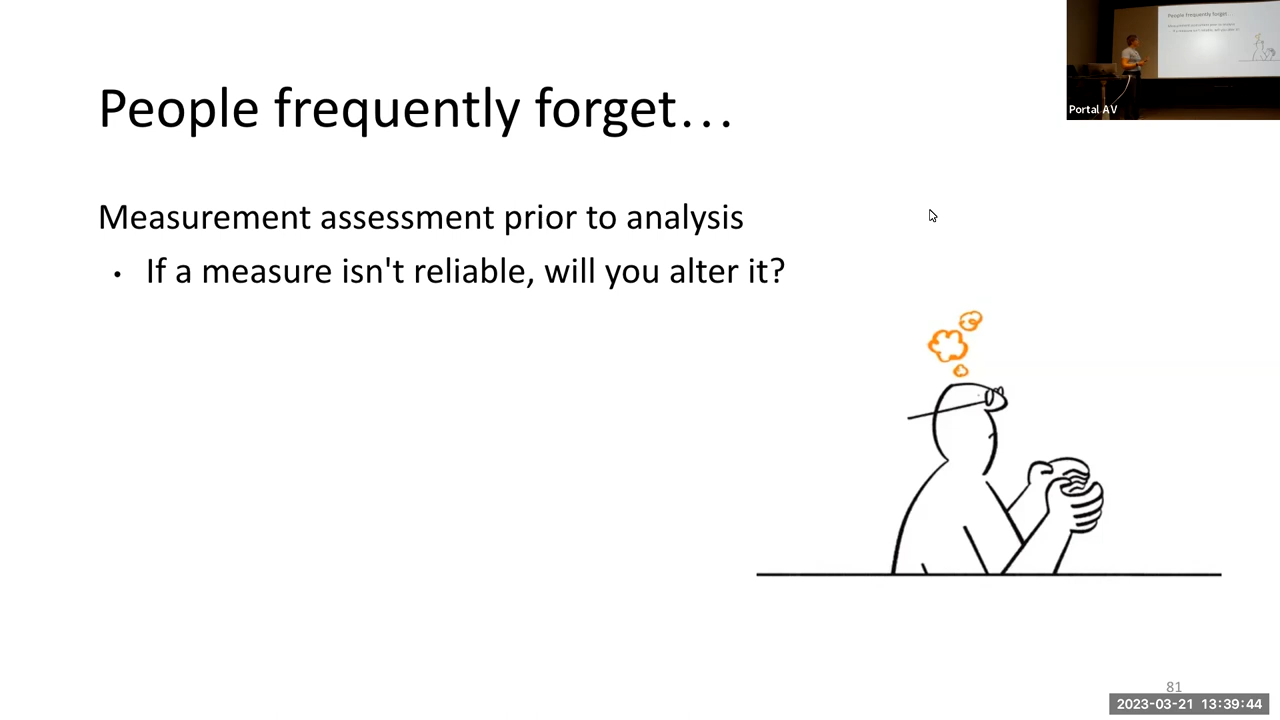 People frequently forget…
Measurement assessment prior to analysis
• If a measure isn't reliable, will you alter it?
Portal AV
81
2023-03-21 13:39:44